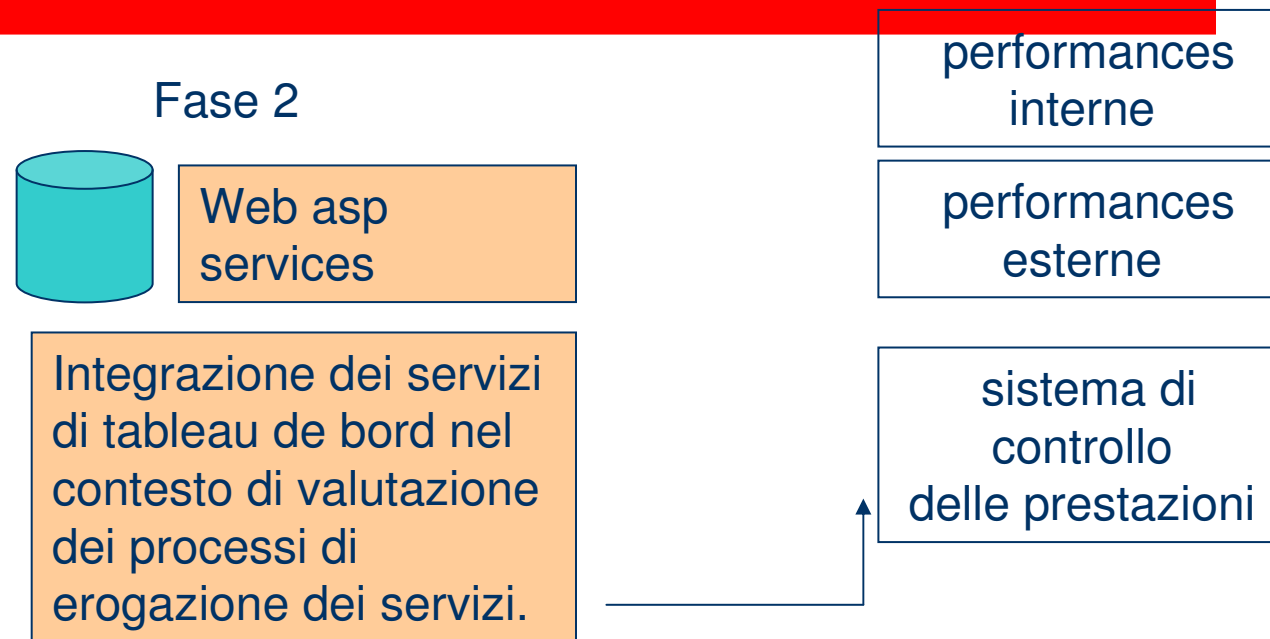 Fase 2
Web asp
services
Integrazione dei servizi
di tableau de bord nel
contesto di valutazione
dei processi di
erogazione dei servizi.
performances
interne
performances
esterne
sistema di
controllo
delle prestazioni